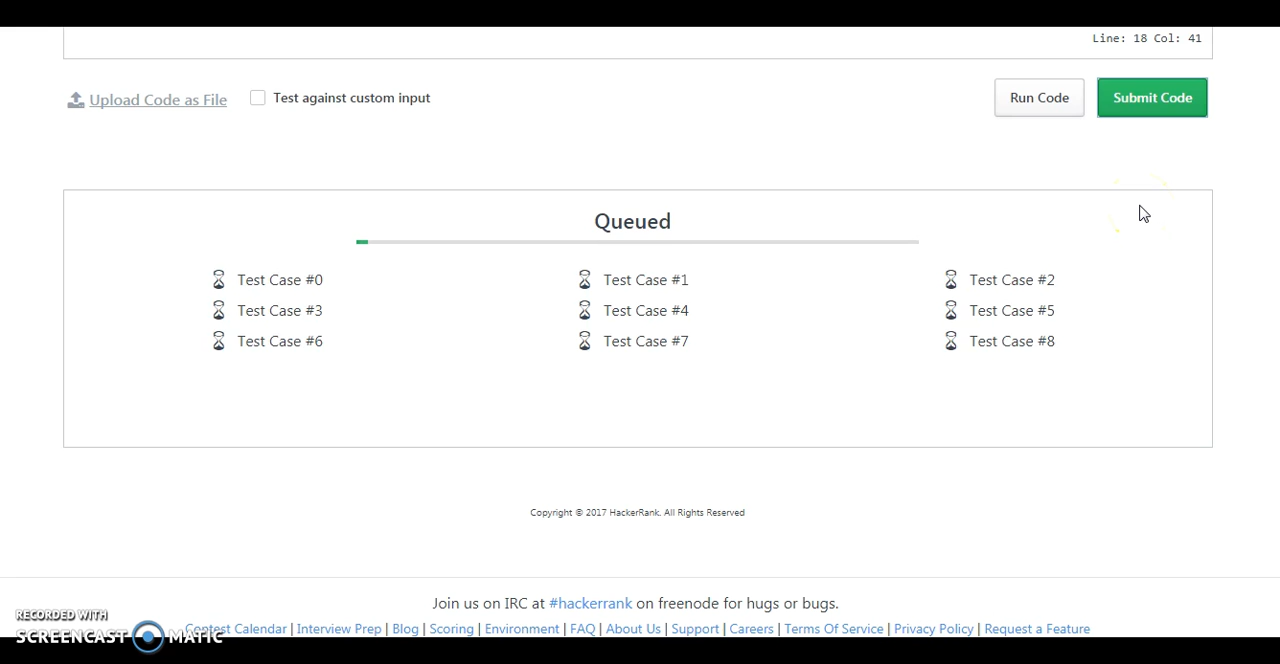 Line: 18 Col: 41
Upload Code as File Test against custom input Run Code Submit Code
Queued
Test Case #0 Test Case #1 Test Case #2
Test Case #3 Test Case #4 Test Case #5
Test Case #6 Test Case #7 Test Case #8
Copyright © 2017 HackerRank. All Rights Reserved
Join us on IRC at #hackerrank on freenode for hugs or bugs.
Contest Calendar | Interview Prep | Blog | Scoring | Environment | FAQ | About Us | Support | Careers | Terms Of Service | Privacy Policy | Request a Feature
RECORDED WITH
SCREENCAST MATIC